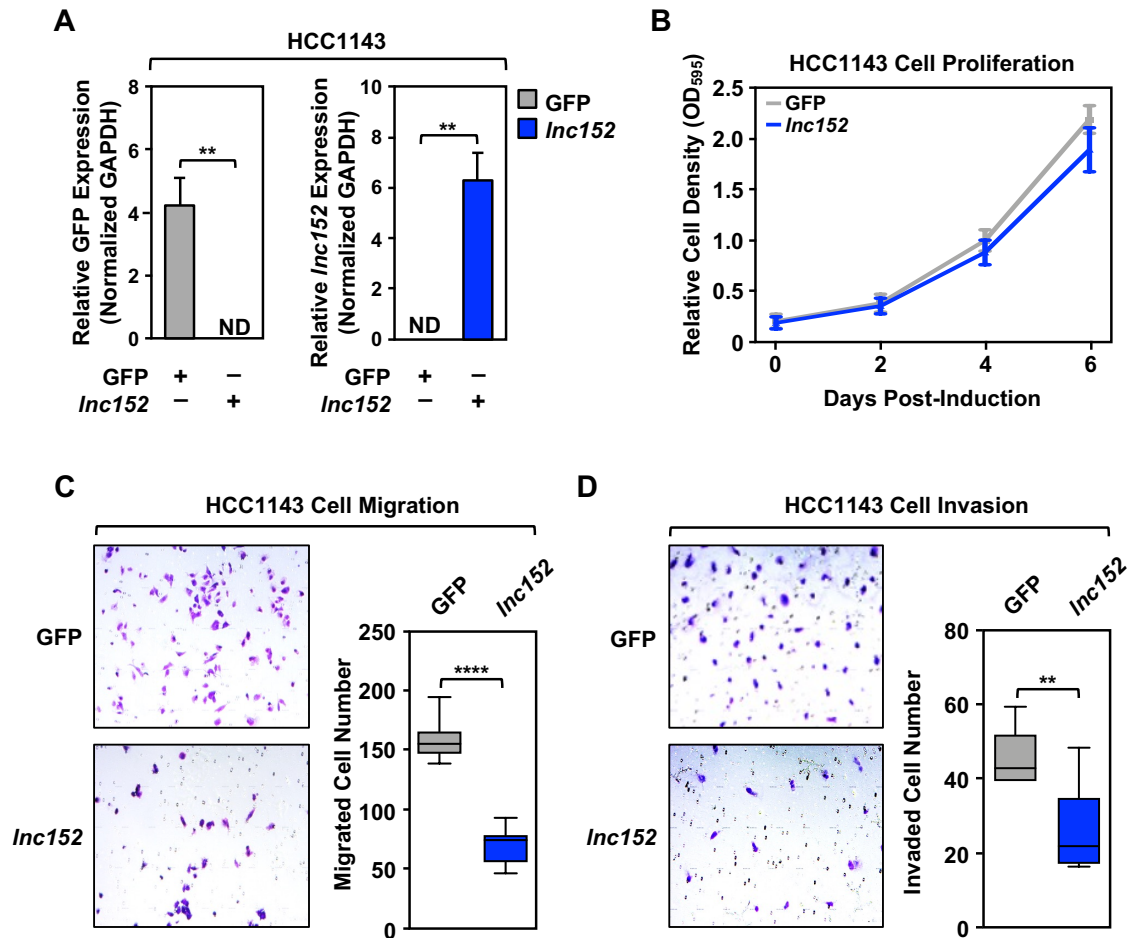 A
HCC1143
Relative GFP Expression
(Normalized GAPDH)
8
6
4
2
0
**
ND
GFP + –
lnc152 – +
Relative lnc152 Expression
(Normalized GAPDH)
10
8
6
4
2
0
**
ND
GFP + –
lnc152 – +
GFP
lnc152
B
HCC1143 Cell Proliferation
Relative Cell Density (OD595)
2.5
2.0
1.5
1.0
0.5
0
GFP
lnc152
0 2 4 6
Days Post-Induction
C
HCC1143 Cell Migration
GFP
lnc152
GFP lnc152
Migrated Cell Number
250
200
150
100
50
0
****
D
HCC1143 Cell Invasion
GFP
lnc152
GFP lnc152
Invaded Cell Number
80
60
40
20
0
**